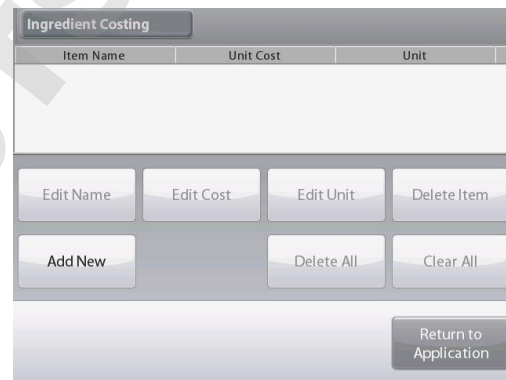 Ingredient Costing
Item Name Unit Cost Unit
Edit Name Edit Cost Edit Unit Delete Item
Add New Delete All Clear All
Return to
Application